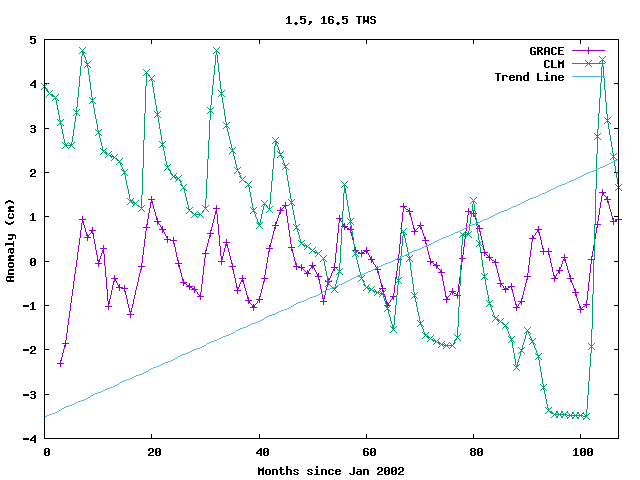 1.5, 16.5 TWS
GRACE
CLM
Trend Line
5
4
3
2
1
0
-1
-2
-3
-4
Anomaly (cm)
0 20 40 60 80 100
Months since Jan 2002